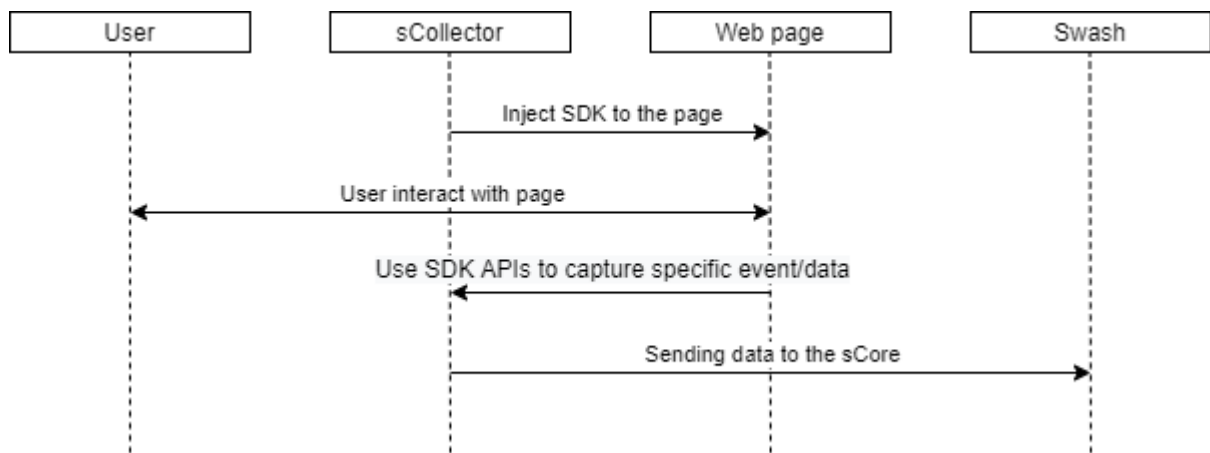 User
sCollector
Web page
Swash
Inject SDK to the page
User interact with page
Use SDK APIs to capture specific event/data
Sending data to the sCore